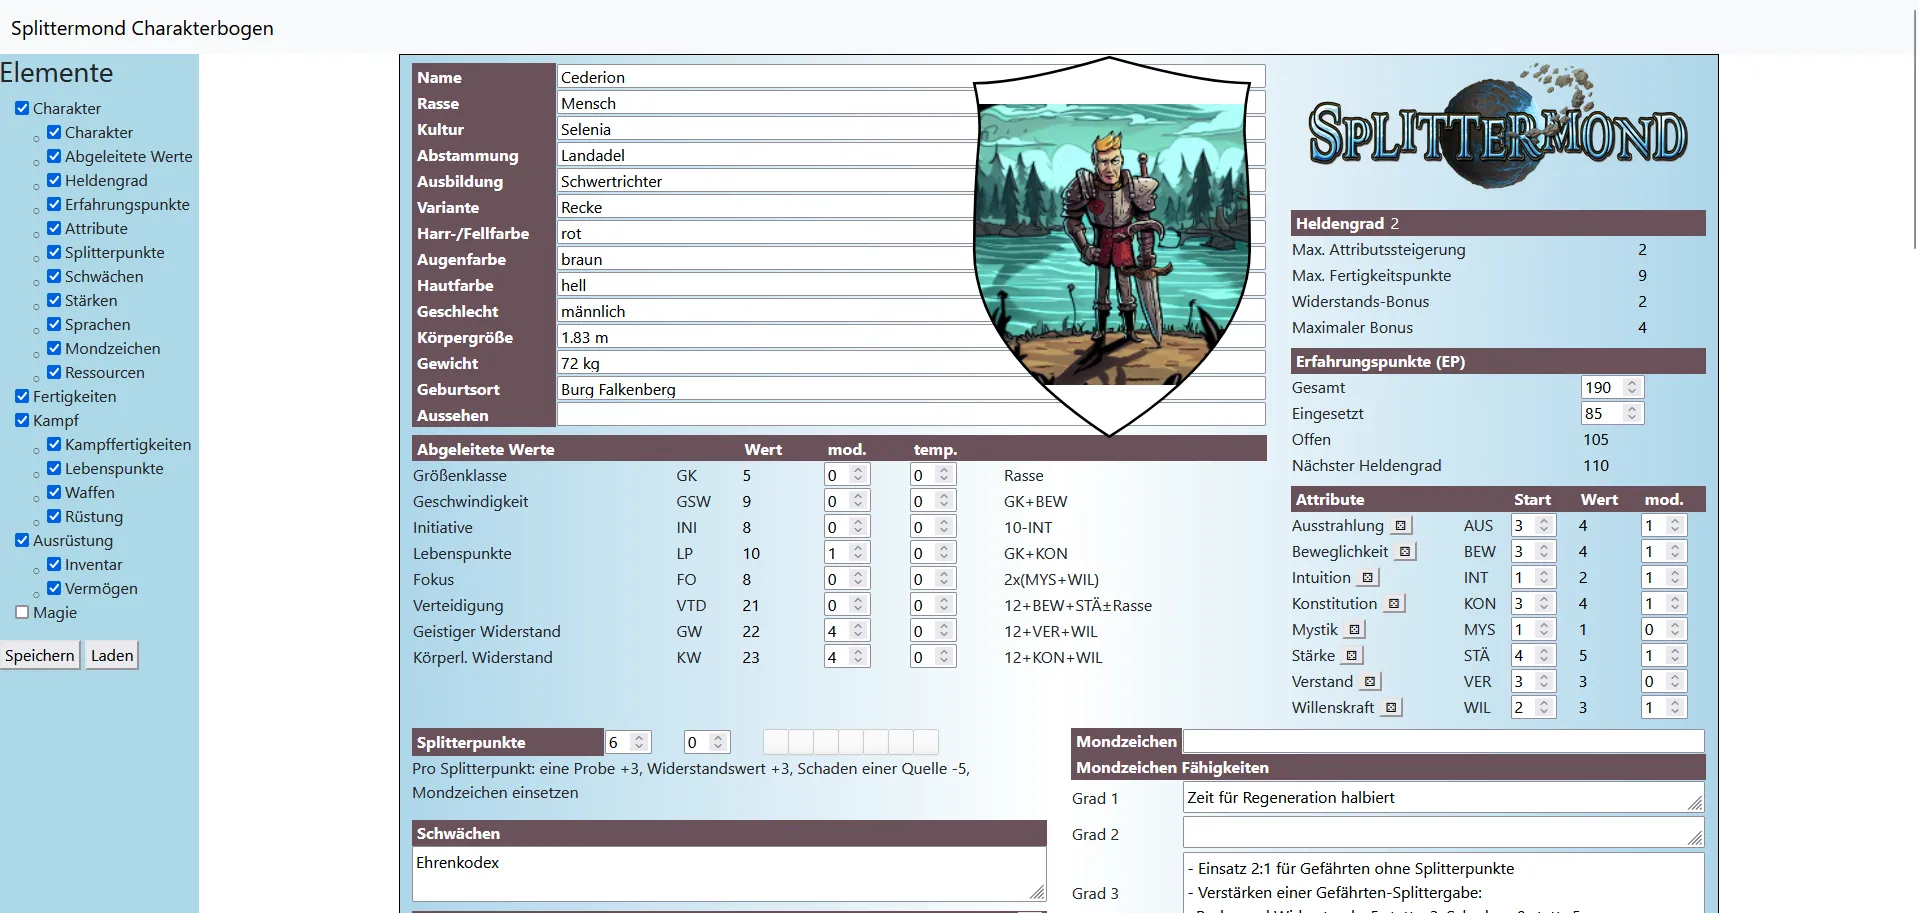 Splittermond Charakterbogen
Elemente
Charakter
Charakter
Abgeleitete Werte
Heldengrad
Erfahrungspunkte
Attribute
Splitterpunkte
Schwächen
Stärken
Sprachen
Mondzeichen
Ressourcen
Fertigkeiten
Kampf
Kampffertigkeiten
Lebenspunkte
Waffen
Rüstung
Ausrüstung
Inventar
Vermögen
Magie
Speichern Laden
Name Cederion
Rasse Mensch
Kultur Selenia
Abstammung Landadel
Ausbildung Schwertrichter
Variante Recke
Harr-/Fellfarbe rot
Augenfarbe braun
Hautfarbe hell
Geschlecht männlich
Körpergröße 1.83 m
Gewicht 72 kg
Geburtsort Burg Falkenberg
Aussehen
Abgeleitete Werte Wert mod. temp.
Größenklasse GK 5 0 0 Rasse
Geschwindigkeit GSW 9 0 0 GK+BEW
Initiative INI 8 0 0 10-INT
Lebenspunkte LP 10 1 0 GK+KON
Fokus FO 8 0 0 2x(MYS+WIL)
Verteidigung VTD 21 0 0 12+BEW+STÄ±Rasse
Geistiger Widerstand GW 22 4 0 12+VER+WIL
Körperl. Widerstand KW 23 4 0 12+KON+WIL
SPLITTERMOND
Heldengrad 2
Max. Attributssteigerung 2
Max. Fertigkeitspunkte 9
Widerstands-Bonus 2
Maximaler Bonus 4
Erfahrungspunkte (EP)
Gesamt 190
Eingesetzt 85
Offen 105
Nächster Heldengrad 110
Attribute Start Wert mod.
Ausstrahlung AUS 3 4 1
Beweglichkeit BEW 3 4 1
Intuition INT 1 2 1
Konstitution KON 3 4 1
Mystik MYS 1 1 0
Stärke STÄ 4 5 1
Verstand VER 3 3 0
Willenskraft WIL 2 3 1
Splitterpunkte 6 0
Pro Splitterpunkt: eine Probe +3, Widerstandswert +3, Schaden einer Quelle -5,
Mondzeichen einsetzen
Schwächen
Ehrenkodex
Mondzeichen
Mondzeichen Fähigkeiten
Grad 1 Zeit für Regeneration halbiert
Grad 2
Grad 3
- Einsatz 2:1 für Gefährten ohne Splitterpunkte
- Verstärken einer Gefährten-Splittergabe: